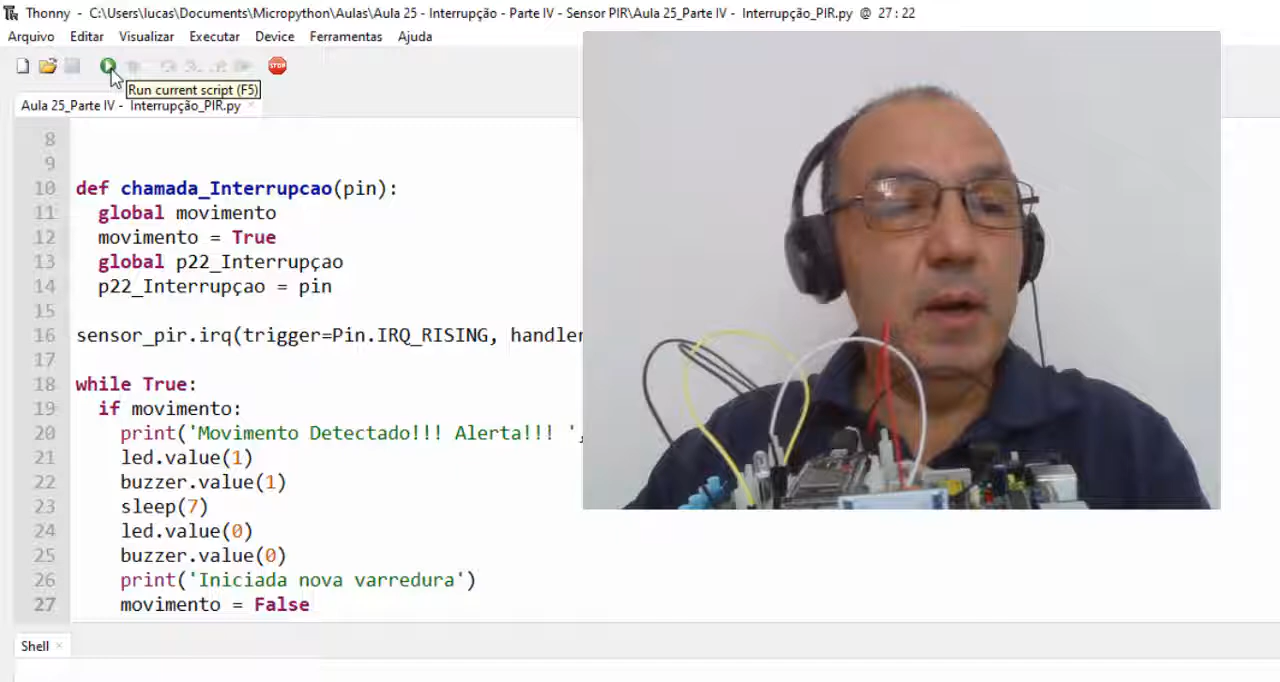 Thonny - C:\Users\lucas\Documents\Micropython\Aulas\Aula 25 - Interrupção - Parte IV - Sensor PIR\Aula 25_Parte IV - Interrupção_PIR.py @ 27 : 22
Arquivo Editar Visualizar Executar Device Ferramentas Ajuda
STOP
Run current script (F5)
Aula 25_Parte IV - Interrupção_PIR.py ×
8
9
10 def chamada_Interrupcao(pin):
11 global movimento
12 movimento = True
13 global p22_Interrupçao
14 p22_Interrupçao = pin
15
16 sensor_pir.irq(trigger=Pin.IRQ_RISING, handler
17
18 while True:
19 if movimento:
20 print('Movimento Detectado!!! Alerta!!! ',
21 led.value(1)
22 buzzer.value(1)
23 sleep(7)
24 led.value(0)
25 buzzer.value(0)
26 print('Iniciada nova varredura')
27 movimento = False
Shell ×